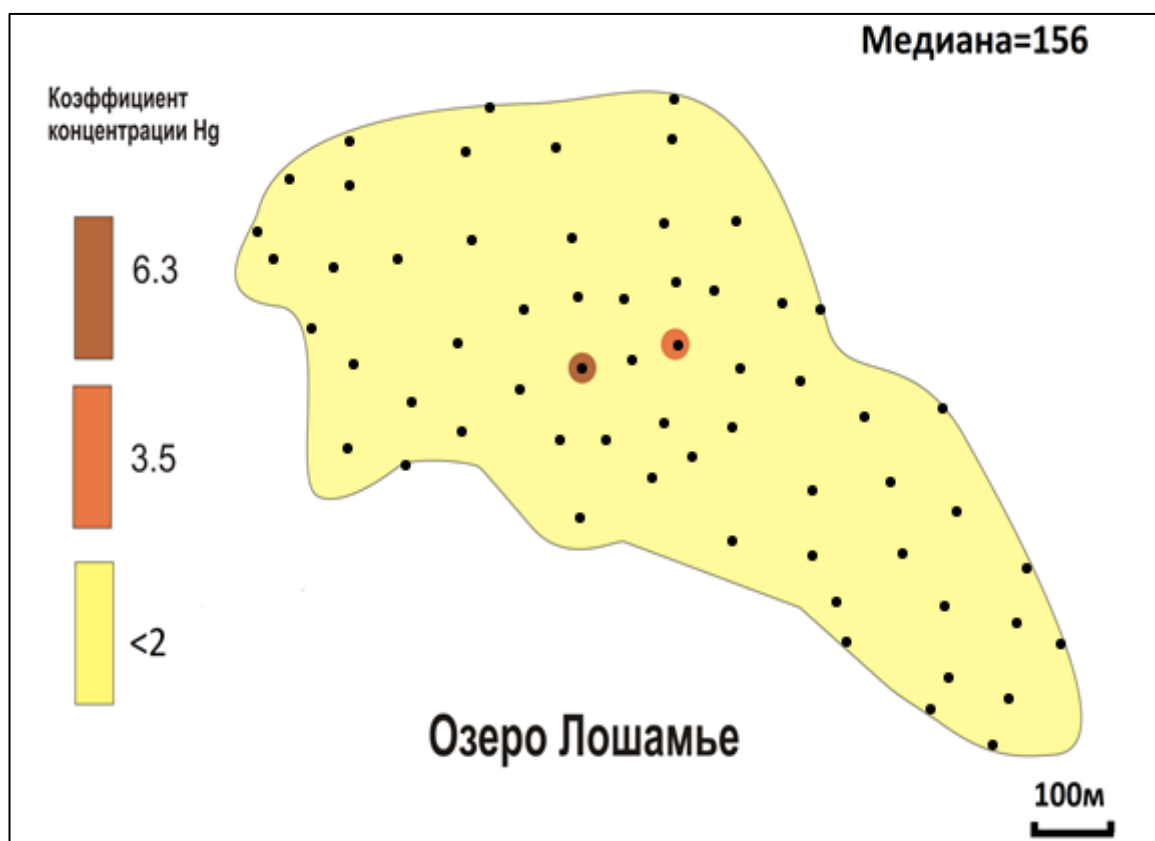 Медиана=156
Коэффициент
концентрации Hg
6.3
3.5
<2
Озеро Лошамье
100м